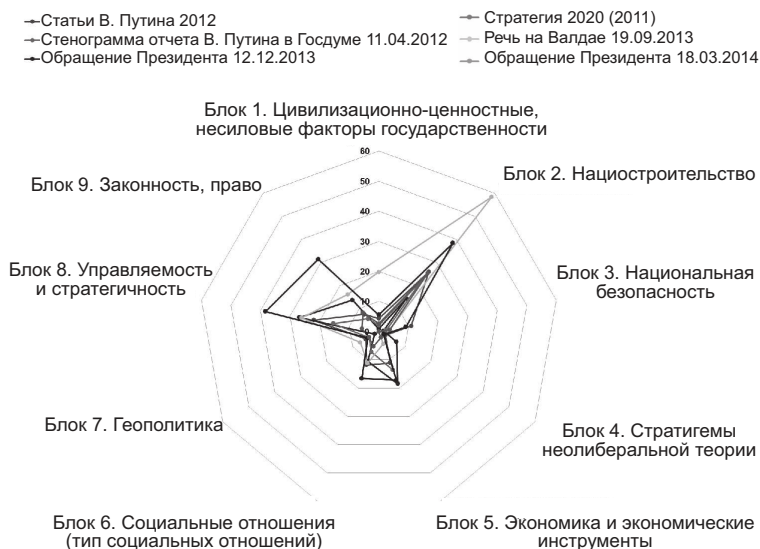 Статьи В. Путина 2012
Стратегия 2020 (2011)
Стенограмма отчета В. Путина в Госдуме 11.04.2012
Речь на Валдае 19.09.2013
Обращение Президента 12.12.2013
Обращение Президента 18.03.2014
Блок 1. Цивилизационно-ценностные,
несиловые факторы государственности
60
50
40
30
20
10
0
Блок 2. Нациостроительство
Блок 3. Национальная
безопасность
Блок 4. Стратигемы
неолиберальной теории
Блок 5. Экономика и экономические
инструменты
Блок 6. Социальные отношения
(тип социальных отношений)
Блок 7. Геополитика
Блок 8. Управляемость
и стратегичность
Блок 9. Законность, право